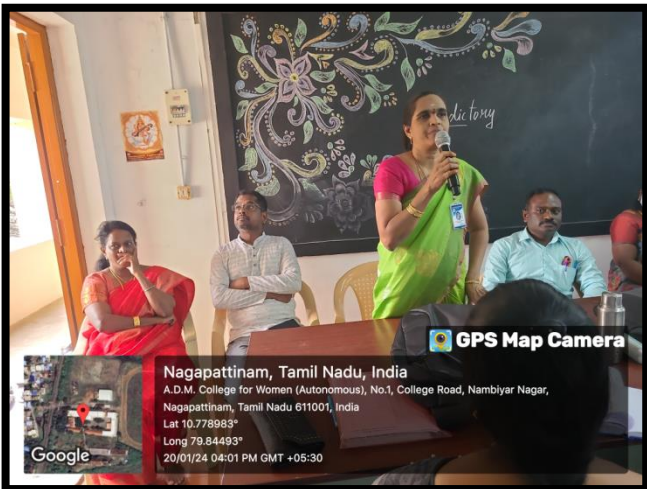 dictory
GPS Map Camera
Nagapattinam, Tamil Nadu, India
A.D.M. College for Women (Autonomous), No.1, College Road, Nambiyar Nagar,
Nagapattinam, Tamil Nadu 611001, India
Lat 10.778983°
Long 79.84493°
20/01/24 04:01 PM GMT +05:30
Google